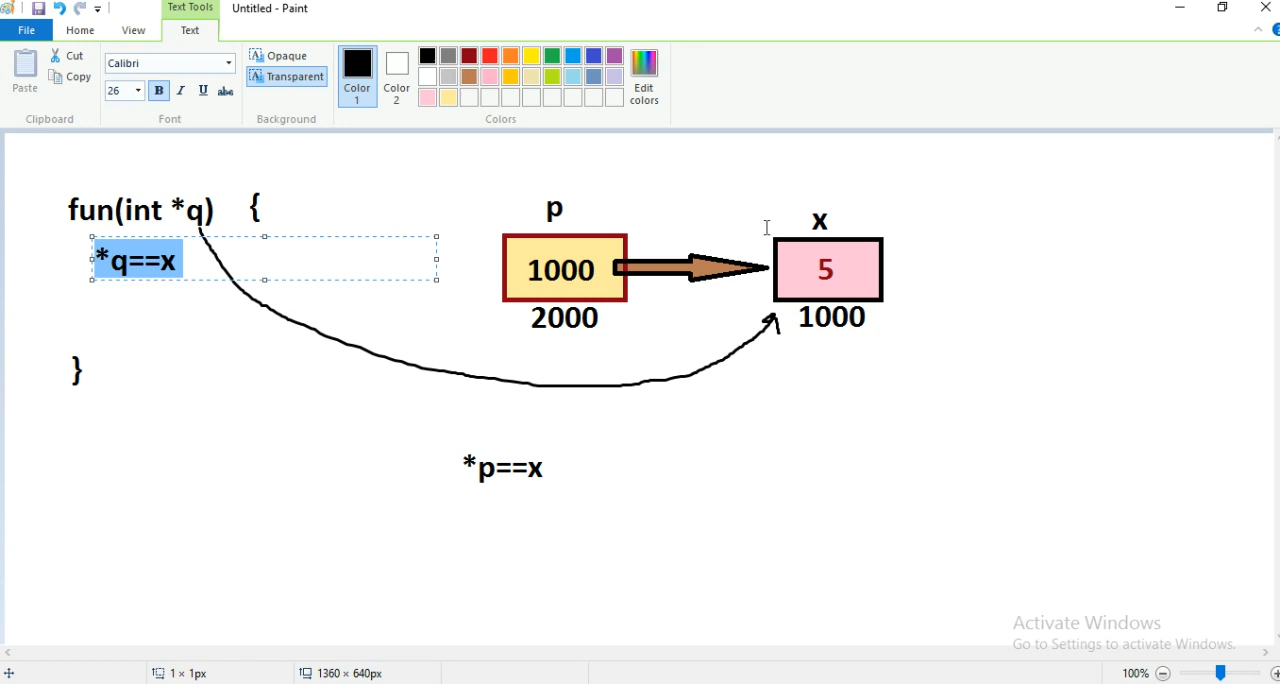 Text Tools
Untitled - Paint
File
Home
View
Text
Paste
Cut
Copy
Clipboard
Calibri
26
B
I
U
abc
Font
Opaque
Transparent
Background
Color 1
Color 2
Edit colors
Colors
fun(int *q) {
*q==x
}
p
1000
2000
x
5
1000
*p==x
Activate Windows
Go to Settings to activate Windows.
1 × 1px
1360 × 640px
100%